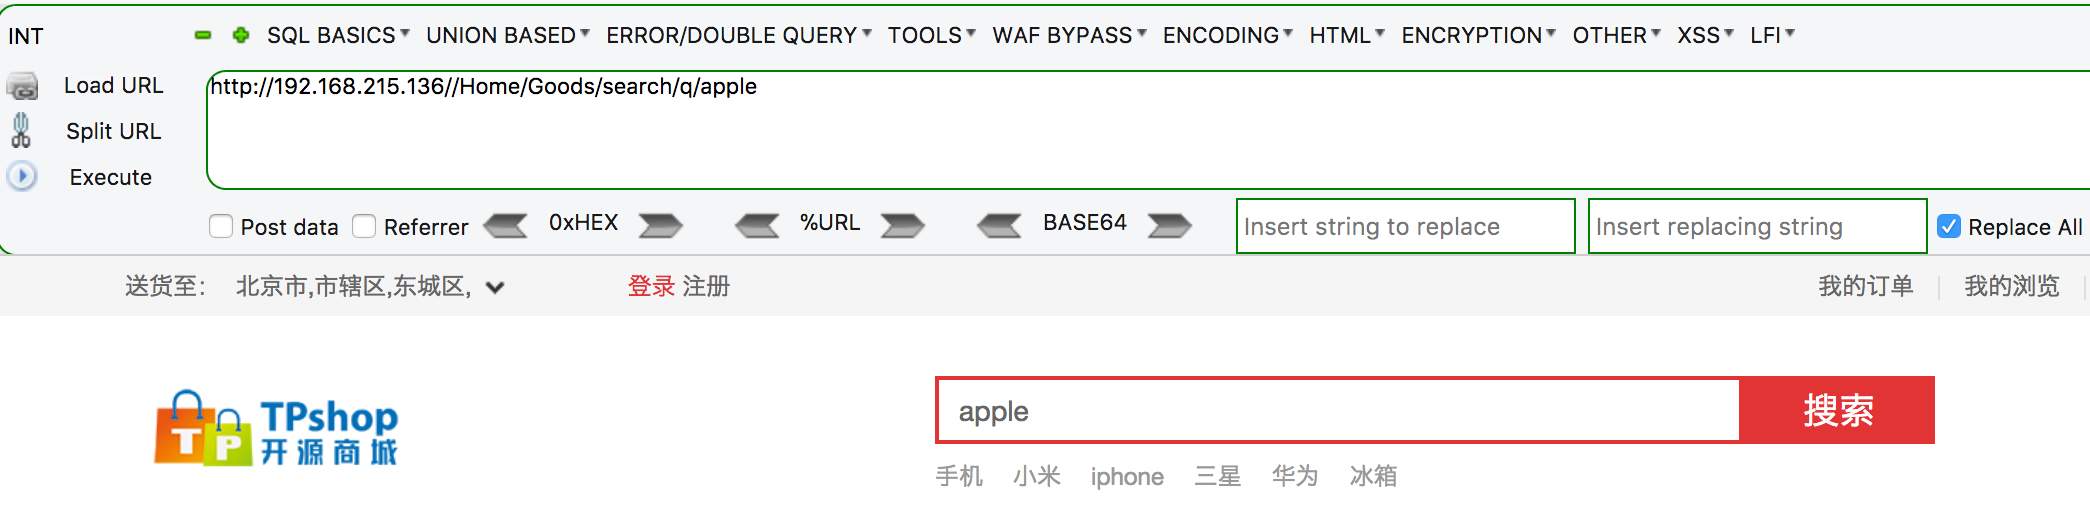 INT SQL BASICS UNION BASED ERROR/DOUBLE QUERY TOOLS WAF BYPASS ENCODING HTML ENCRYPTION OTHER XSS LFI
Load URL http://192.168.215.136//Home/Goods/search/q/apple
Split URL
Execute
Post data Referrer 0xHEX %URL BASE64 Insert string to replace Insert replacing string Replace All
送货至： 北京市,市辖区,东城区, 登录 注册 我的订单 我的浏览
TP TPshop
开源商城
apple 搜索
手机 小米 iphone 三星 华为 冰箱